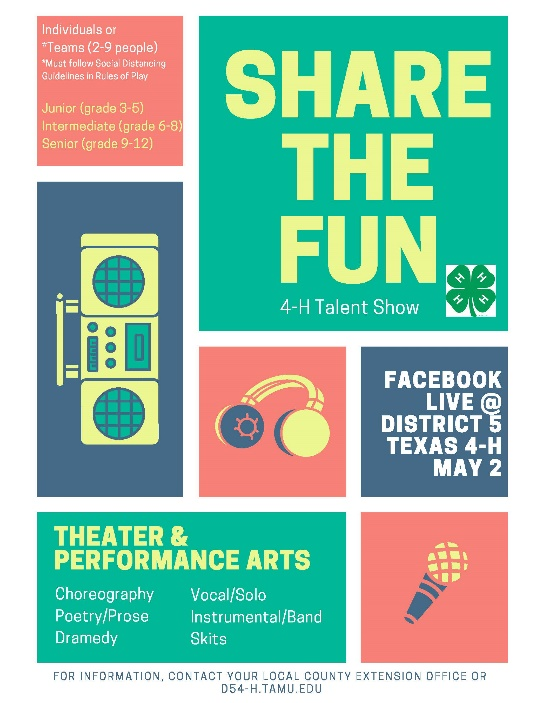 Individuals or
*Teams (2-9 people)
*Must follow Social Distancing
Guidelines in Rules of Play
Junior (grade 3-5)
Intermediate (grade 6-8)
Senior (grade 9-12)
SHARE
THE
FUN
4-H Talent Show
H H
H H
FACEBOOK
LIVE @
DISTRICT 5
TEXAS 4-H
MAY 2
THEATER &
PERFORMANCE ARTS
Choreography
Poetry/Prose
Dramedy
Vocal/Solo
Instrumental/Band
Skits
FOR INFORMATION, CONTACT YOUR LOCAL COUNTY EXTENSION OFFICE OR
D54-H.TAMU.EDU